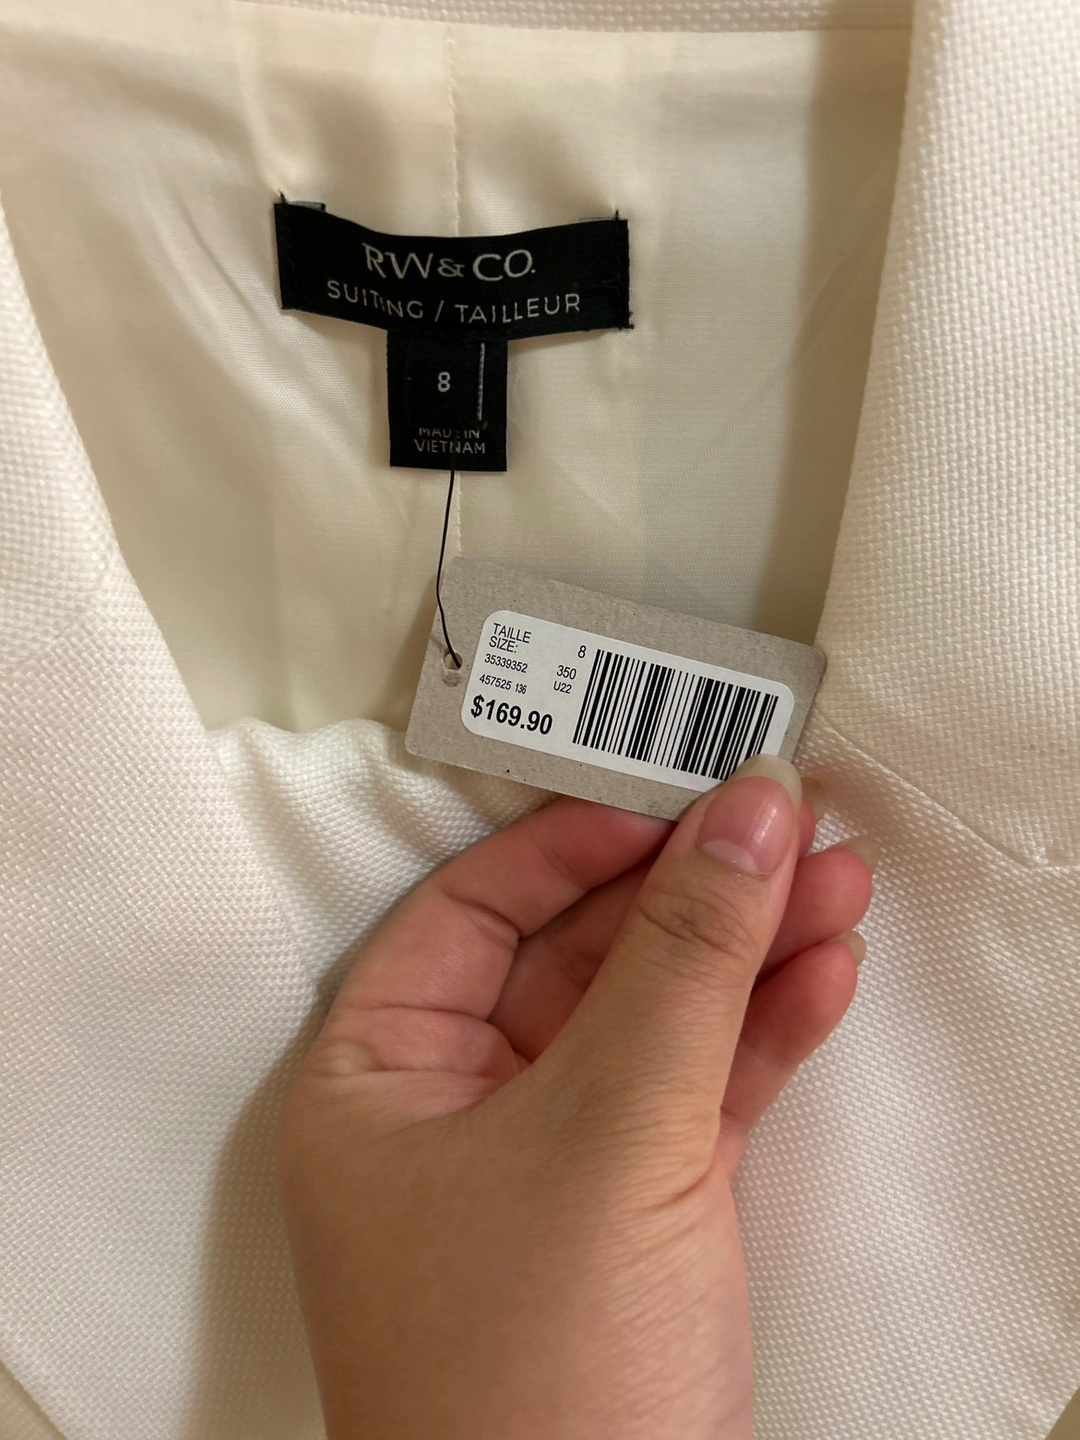 RW&CO.
SUITING / TAILLEUR
8
MADE IN
VIETNAM
TAILLE
SIZE: 8
35339352 350
457525 136 U22
$169.90